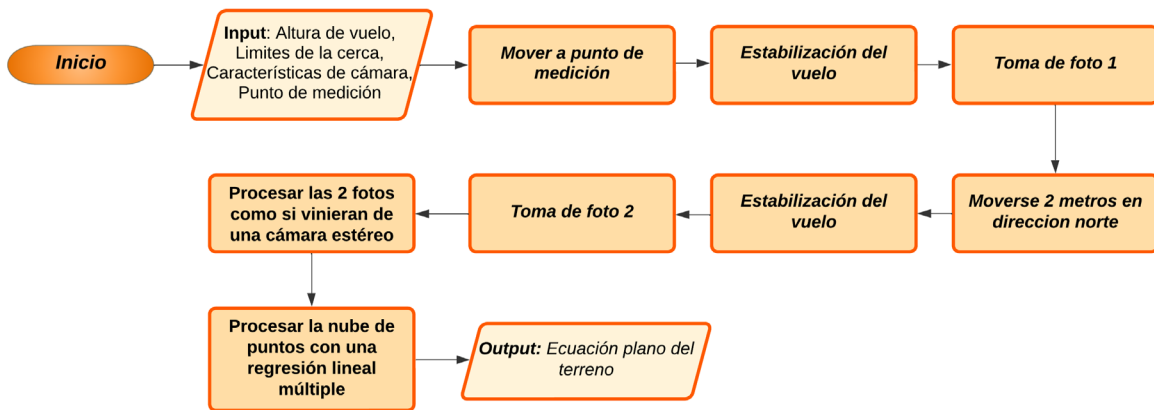 Inicio
Input: Altura de vuelo,
Limites de la cerca,
Características de cámara,
Punto de medición
Mover a punto de
medición
Estabilización del
vuelo
Toma de foto 1
Moverse 2 metros en
direccion norte
Estabilización del
vuelo
Toma de foto 2
Procesar las 2 fotos
como si vinieran de
una cámara estéreo
Procesar la nube de
puntos con una
regresión lineal
múltiple
Output: Ecuación plano del
terreno